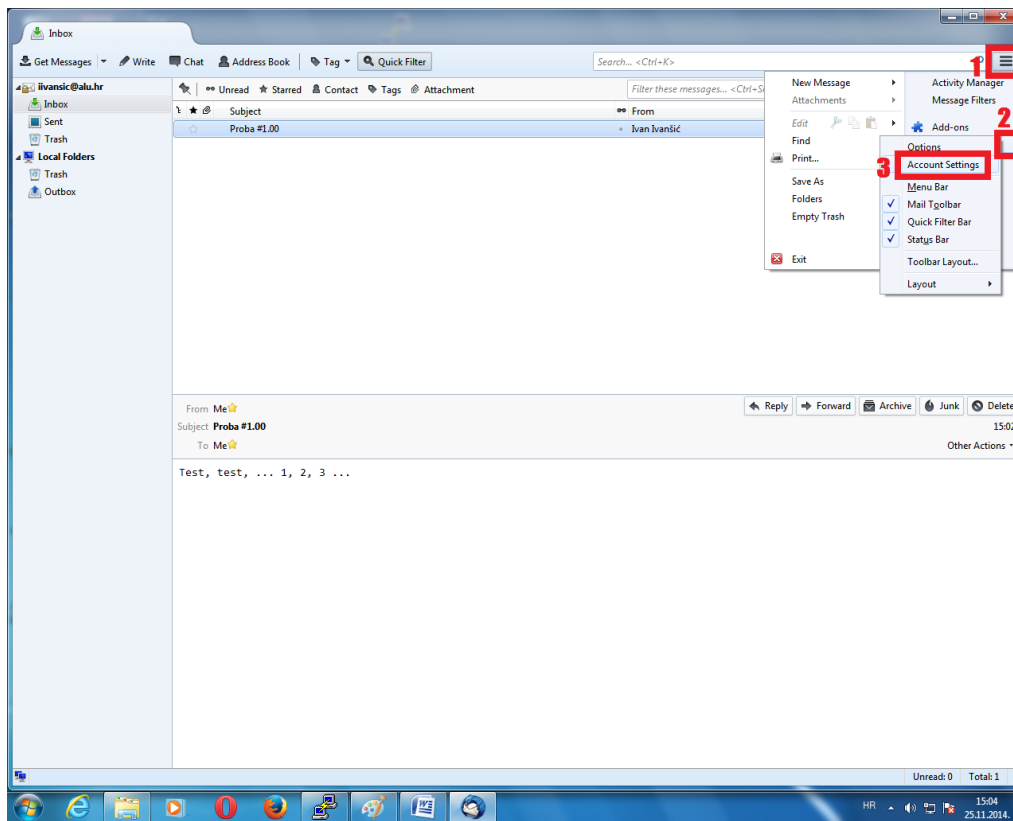 Inbox
Get Messages Write Chat Address Book Tag Quick Filter Search... <Ctrl+K> 1
iivansic@alu.hr
Inbox
Sent
Trash
Local Folders
Trash
Outbox
Unread Starred Contact Tags Attachment Filter these messages...
Subject From
Proba #1.00 Ivan Ivanšić
New Message Activity Manager
Attachments Message Filters
Edit Add-ons 2
Find Options
Print... 3 Account Settings
Save As Menu Bar
Folders Mail Toolbar
Empty Trash Quick Filter Bar
Status Bar
Exit Toolbar Layout...
Layout
From Me Reply Forward Archive Junk Delete
Subject Proba #1.00 15:02
To Me Other Actions
Test, test, ... 1, 2, 3 ...
Unread: 0 Total: 1
HR 15:04
25.11.2014.